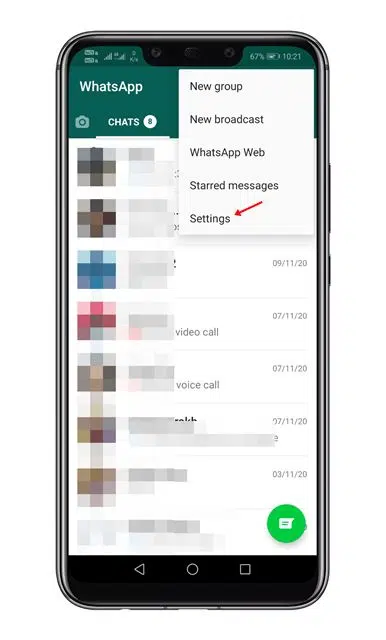 67% 10:21
WhatsApp
New group
New broadcast
WhatsApp Web
Starred messages
Settings
CHATS 8
09/11/20
07/11/20
video call
07/11/20
voice call
07/11/20
03/11/20